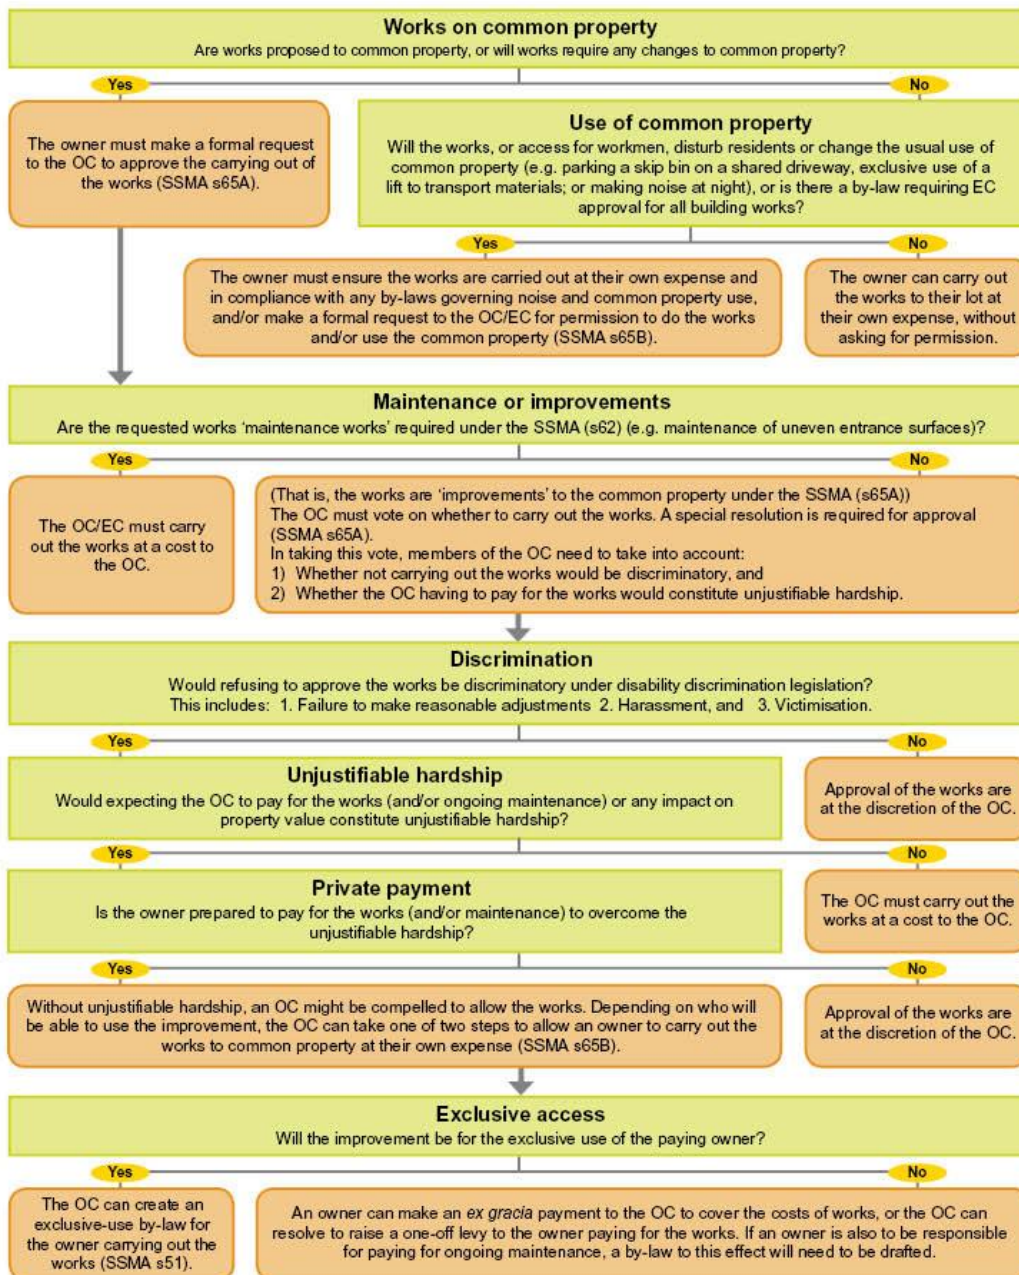 Works on common property
Are works proposed to common property, or will works require any changes to common property?
Yes
No
The owner must make a formal request
to the OC to approve the carrying out of
the works (SSMA s65A).
Use of common property
Will the works, or access for workmen, disturb residents or change the usual use of
common property (e.g. parking a skip bin on a shared driveway, exclusive use of a
lift to transport materials; or making noise at night), or is there a by-law requiring EC
approval for all building works?
Yes
No
The owner must ensure the works are carried out at their own expense and
in compliance with any by-laws governing noise and common property use,
and/or make a formal request to the OC/EC for permission to do the works
and/or use the common property (SSMA s65B).
The owner can carry out
the works to their lot at
their own expense, without
asking for permission.
Maintenance or improvements
Are the requested works ‘maintenance works’ required under the SSMA (s62) (e.g. maintenance of uneven entrance surfaces)?
Yes
No
The OC/EC must carry
out the works at a cost to
the OC.
(That is, the works are ‘improvements’ to the common property under the SSMA (s65A))
The OC must vote on whether to carry out the works. A special resolution is required for approval
(SSMA s65A).
In taking this vote, members of the OC need to take into account:
1) Whether not carrying out the works would be discriminatory, and
2) Whether the OC having to pay for the works would constitute unjustifiable hardship.
Discrimination
Would refusing to approve the works be discriminatory under disability discrimination legislation?
This includes: 1. Failure to make reasonable adjustments 2. Harassment, and 3. Victimisation.
Yes
No
Unjustifiable hardship
Would expecting the OC to pay for the works (and/or ongoing maintenance) or any impact on
property value constitute unjustifiable hardship?
Approval of the works are
at the discretion of the OC.
Yes
No
Private payment
Is the owner prepared to pay for the works (and/or maintenance) to overcome the
unjustifiable hardship?
The OC must carry out the
works at a cost to the OC.
Yes
No
Without unjustifiable hardship, an OC might be compelled to allow the works. Depending on who will
be able to use the improvement, the OC can take one of two steps to allow an owner to carry out the
works to common property at their own expense (SSMA s65B).
Approval of the works are
at the discretion of the OC.
Exclusive access
Will the improvement be for the exclusive use of the paying owner?
Yes
No
The OC can create an
exclusive-use by-law for
the owner carrying out the
works (SSMA s51).
An owner can make an ex gracia payment to the OC to cover the costs of works, or the OC can
resolve to raise a one-off levy to the owner paying for the works. If an owner is also to be responsible
for paying for ongoing maintenance, a by-law to this effect will need to be drafted.